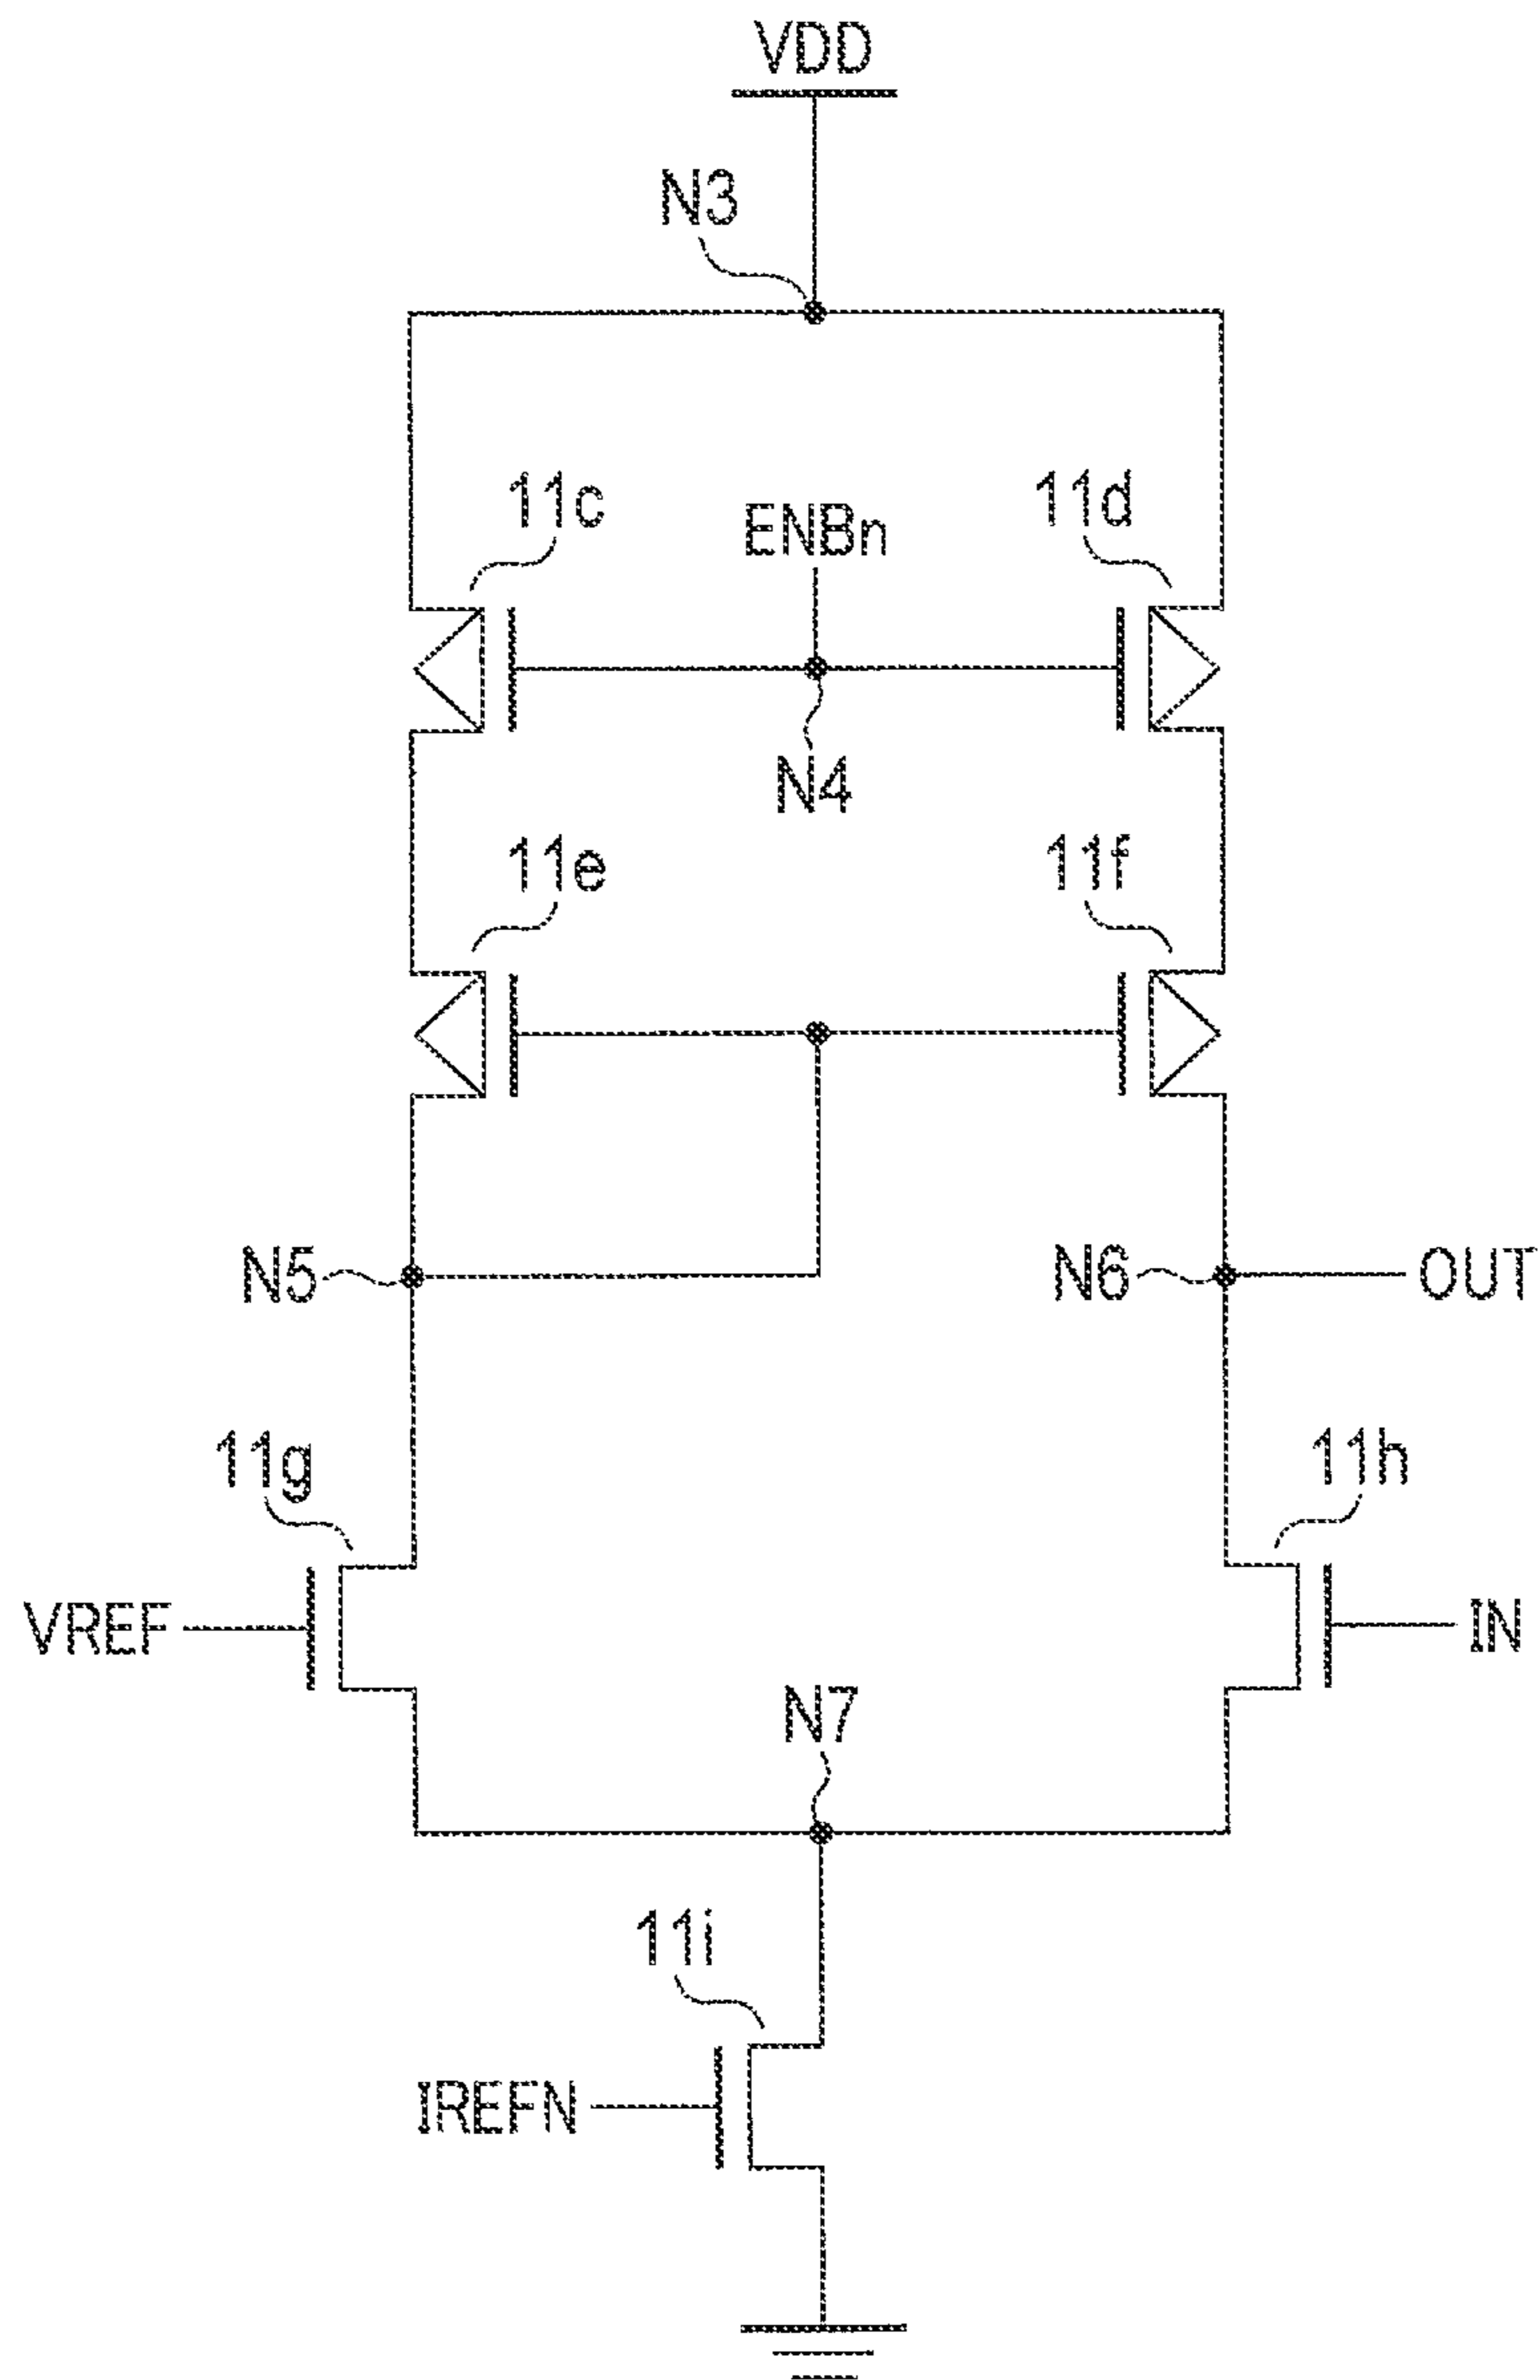 VDD
N3
11c
ENBn
11d
N4
11e
11f
N5
N6
OUT
11g
11h
VREF
IN
N7
11i
IREFN